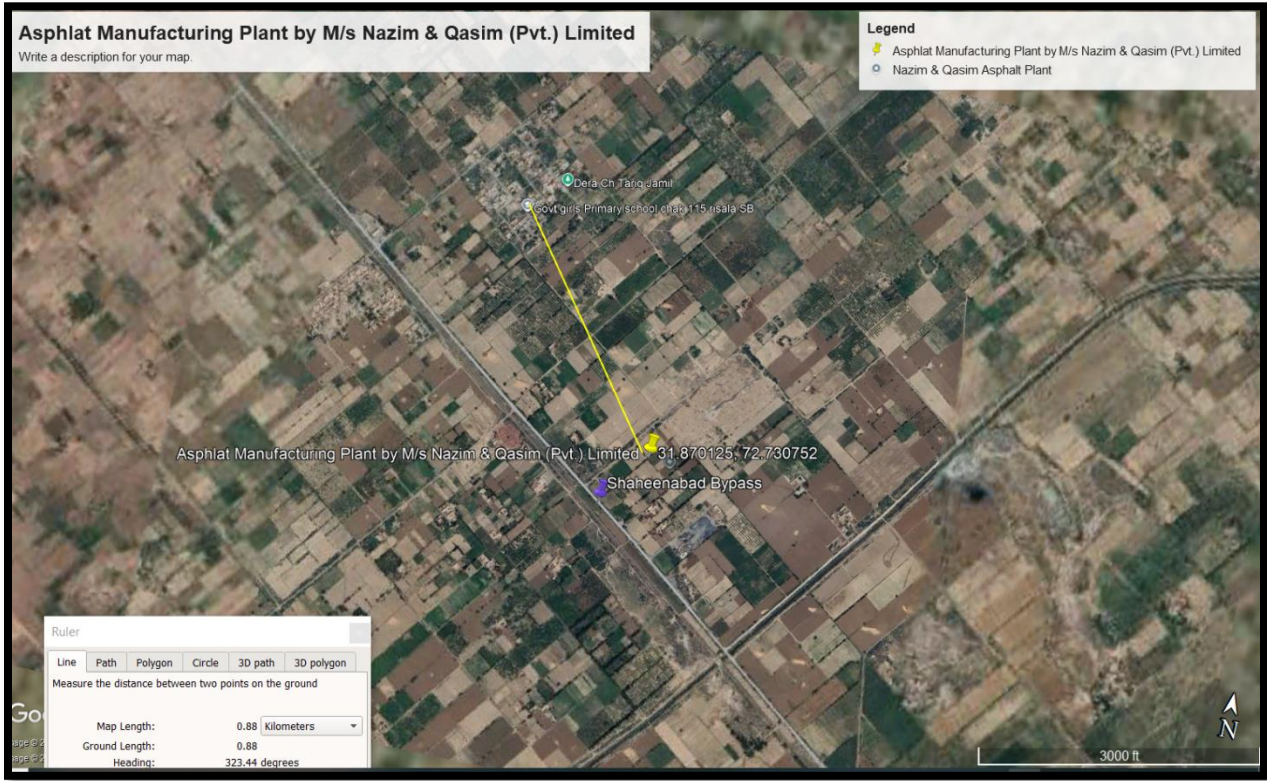 Asphlat Manufacturing Plant by M/s Nazim & Qasim (Pvt.) Limited
Write a description for your map.
Legend
Asphlat Manufacturing Plant by M/s Nazim & Qasim (Pvt.) Limited
Nazim & Qasim Asphalt Plant
Dera Ch Tariq Jamil
Govt girls Primary school chak 115 risala SB
Asphlat Manufacturing Plant by M/s Nazim & Qasim (Pvt.) Limited - 31.870125, 72.730752
Shaheenabad Bypass
Ruler
Line Path Polygon Circle 3D path 3D polygon
Measure the distance between two points on the ground
Map Length: 0.88 Kilometers
Ground Length: 0.88
Heading: 323.44 degrees
N
3000 ft